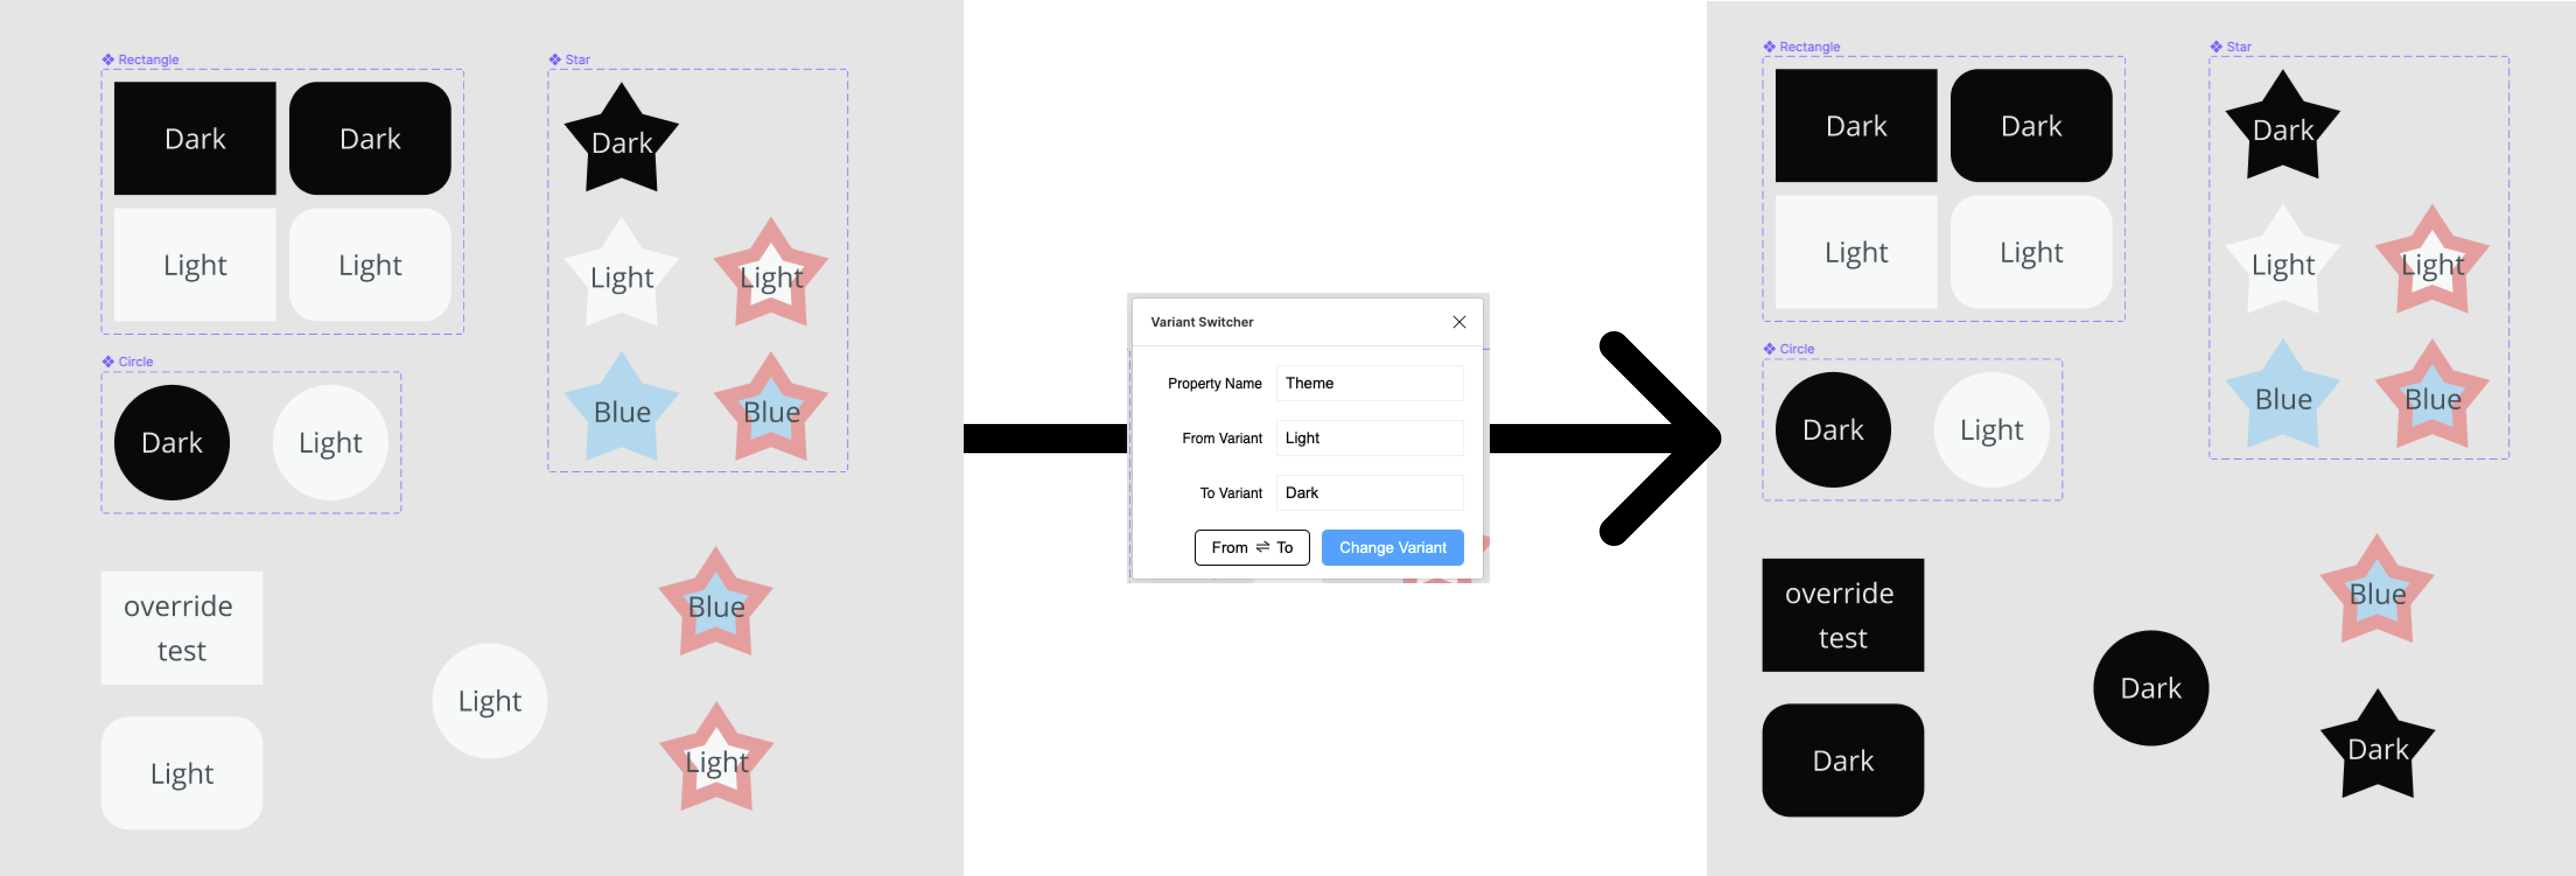 Rectangle
Dark
Dark
Light
Light
Circle
Dark
Light
Star
Dark
Light
Light
Blue
Blue
override
test
Light
Light
Blue
Light
Variant Switcher
Property Name
Theme
From Variant
Light
To Variant
Dark
From ⇌ To
Change Variant
Rectangle
Dark
Dark
Light
Light
Circle
Dark
Light
Star
Dark
Light
Light
Blue
Blue
override
test
Dark
Dark
Blue
Dark